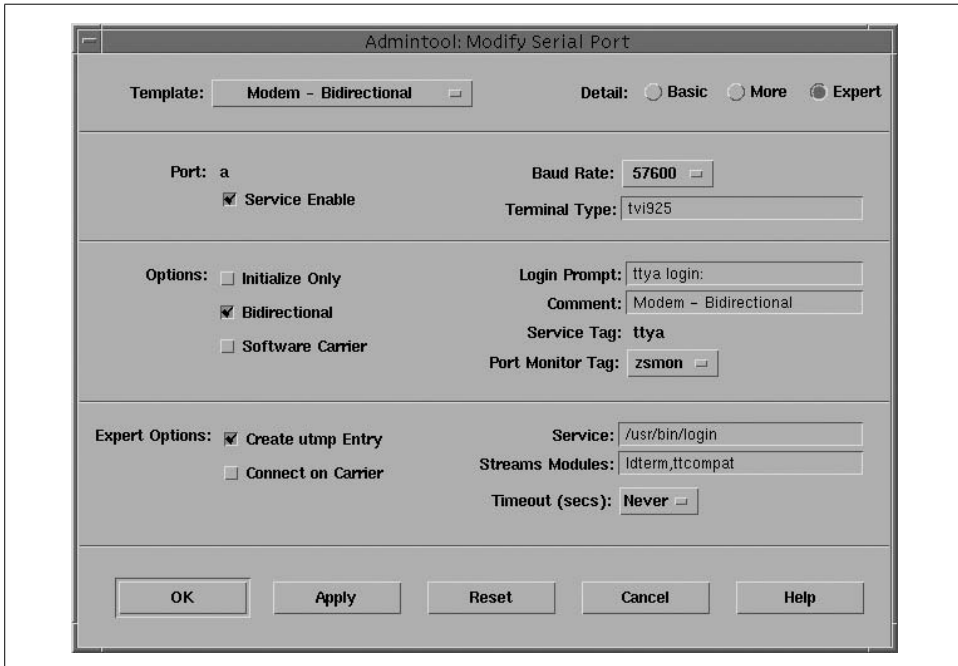 Admintool: Modify Serial Port
Template: Modem - Bidirectional Detail: Basic More Expert
Port: a Baud Rate: 57600
Service Enable Terminal Type: tvi925
Options: Initialize Only Login Prompt: ttya login:
Bidirectional Comment: Modem - Bidirectional
Software Carrier Service Tag: ttya
Port Monitor Tag: zsmon
Expert Options: Create utmp Entry Service: /usr/bin/login
Connect on Carrier Streams Modules: ldterm,ttcompat
Timeout (secs): Never
OK Apply Reset Cancel Help